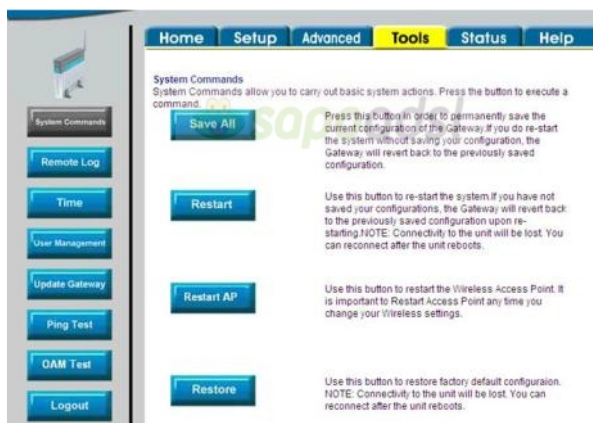 Home Setup Advanced Tools Status Help
System Commands
System Commands allow you to carry out basic system actions. Press the button to execute a
command.
System Commands
Remote Log
Time
User Management
Update Gateway
Ping Test
OAM Test
Logout
Save All
Press this button in order to permanently save the
current configuration of the Gateway.If you do re-start
the system without saving your configuration, the
Gateway will revert back to the previously saved
configuration.
Restart
Use this button to re-start the system.If you have not
saved your configurations, the Gateway will revert back
to the previously saved configuration upon re-
starting.NOTE: Connectivity to the unit will be lost. You
can reconnect after the unit reboots.
Restart AP
Use this button to restart the Wireless Access Point. It
is important to Restart Access Point any time you
change your Wireless settings.
Restore
Use this button to restore factory default configuraion.
NOTE: Connectivity to the unit will be lost. You can
reconnect after the unit reboots.